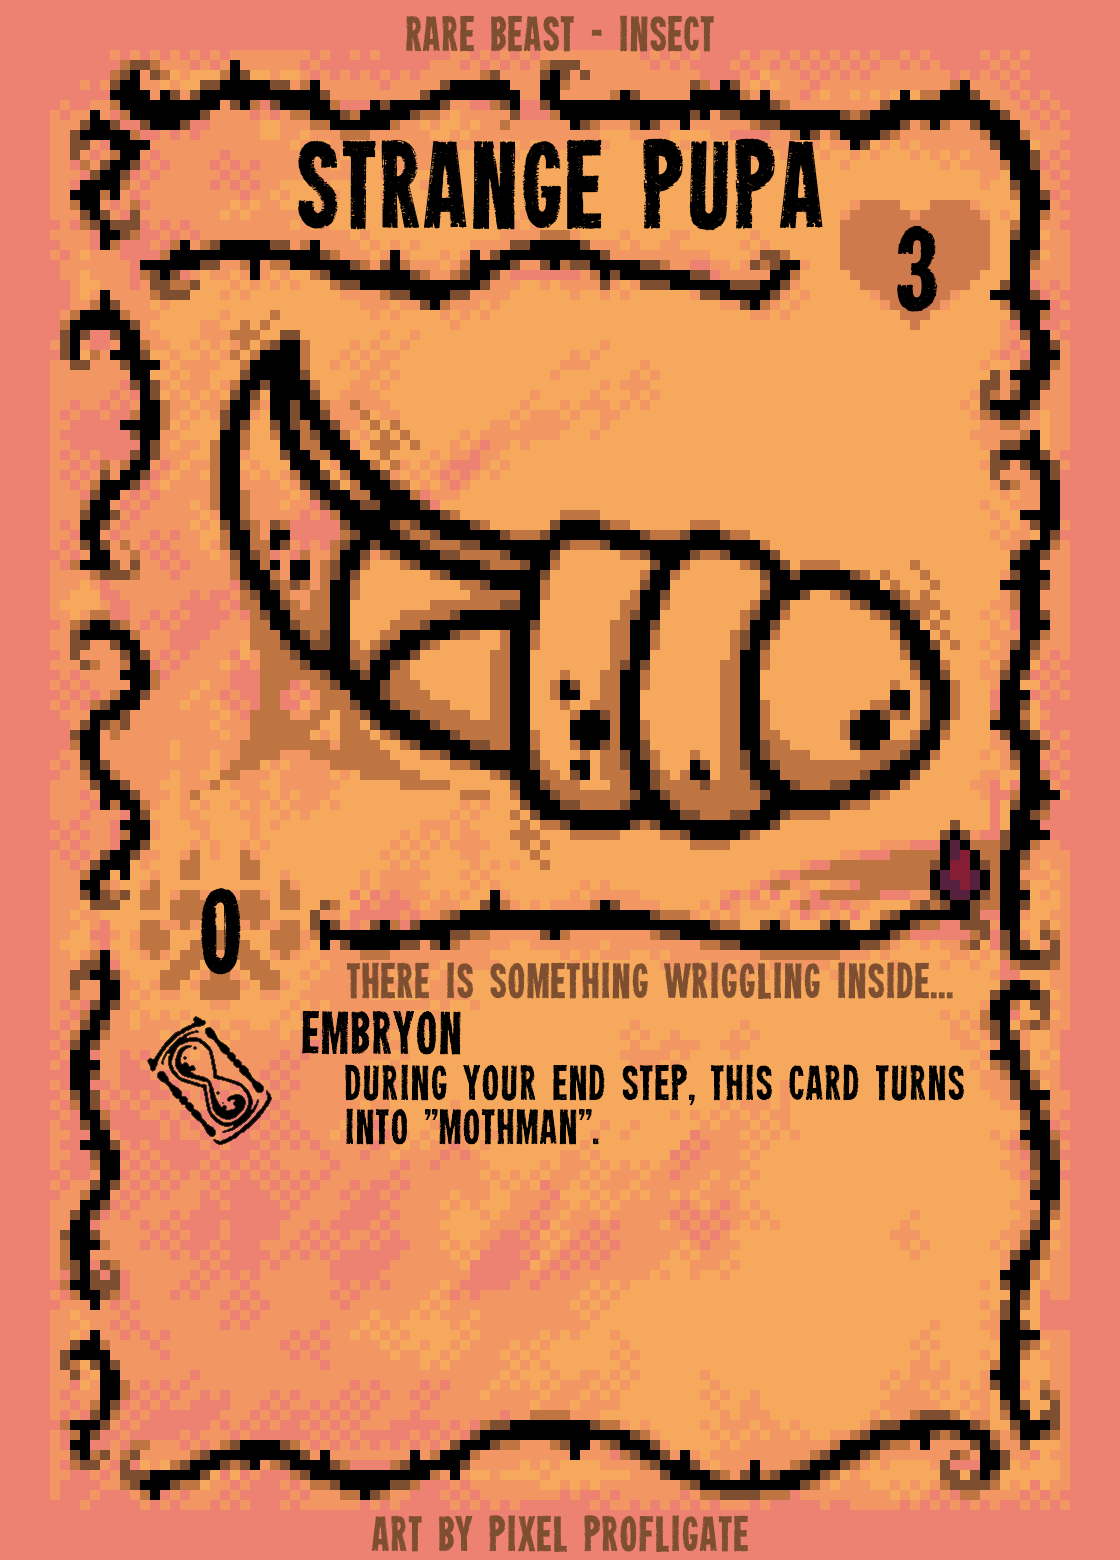 RARE BEAST - INSECT
STRANGE PUPA
3
0
THERE IS SOMETHING WRIGGLING INSIDE...
EMBRYON
DURING YOUR END STEP, THIS CARD TURNS
INTO "MOTHMAN".
ART BY PIXEL PROFLIGATE